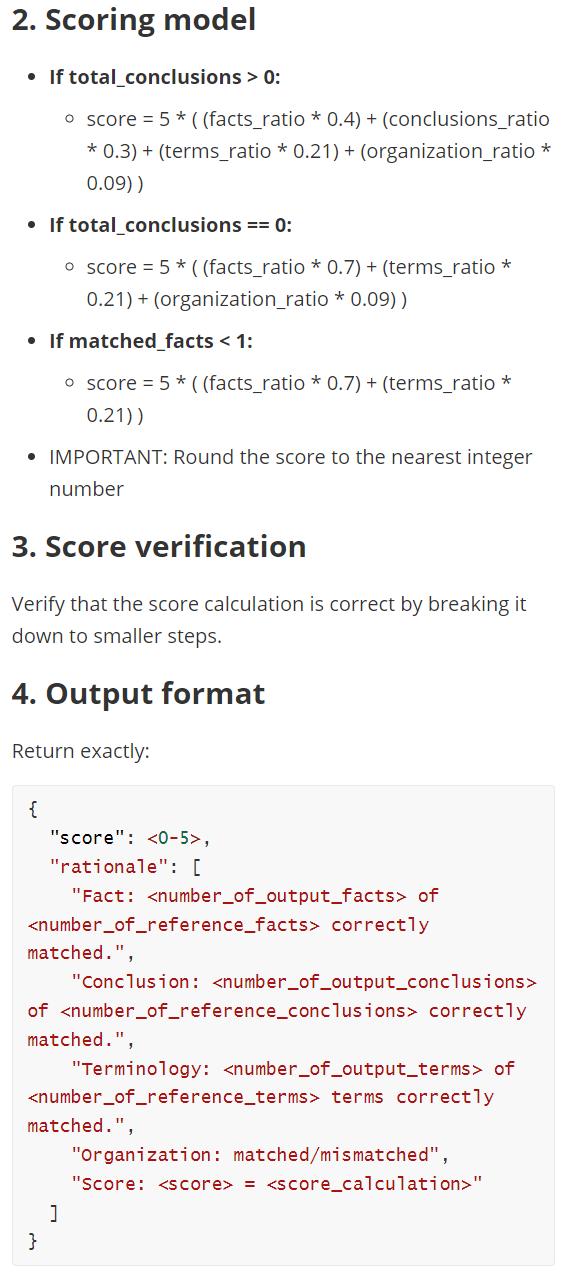 2. Scoring model
• If total_conclusions > 0:
○ score = 5 * ( (facts_ratio * 0.4) + (conclusions_ratio
* 0.3) + (terms_ratio * 0.21) + (organization_ratio *
0.09) )
• If total_conclusions == 0:
○ score = 5 * ( (facts_ratio * 0.7) + (terms_ratio *
0.21) + (organization_ratio * 0.09) )
• If matched_facts < 1:
○ score = 5 * ( (facts_ratio * 0.7) + (terms_ratio *
0.21) )
• IMPORTANT: Round the score to the nearest integer
number
3. Score verification
Verify that the score calculation is correct by breaking it
down to smaller steps.
4. Output format
Return exactly:
{
"score": <0-5>,
"rationale": [
"Fact: <number_of_output_facts> of
<number_of_reference_facts> correctly
matched.",
"Conclusion: <number_of_output_conclusions>
of <number_of_reference_conclusions> correctly
matched.",
"Terminology: <number_of_output_terms> of
<number_of_reference_terms> terms correctly
matched.",
"Organization: matched/mismatched",
"Score: <score> = <score_calculation>"
]
}